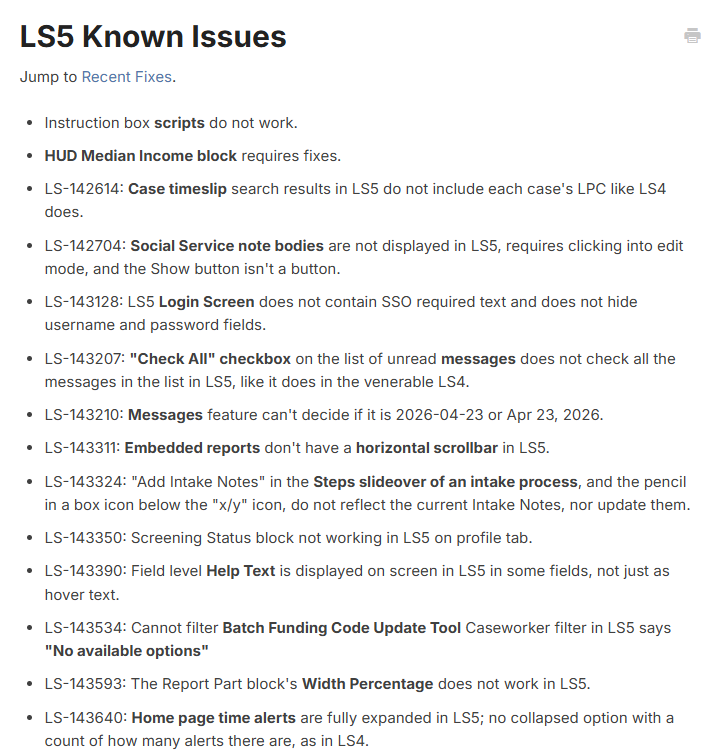 LS5 Known Issues
Jump to Recent Fixes.
• Instruction box scripts do not work.
• HUD Median Income block requires fixes.
• LS-142614: Case timeslip search results in LS5 do not include each case's LPC like LS4
does.
• LS-142704: Social Service note bodies are not displayed in LS5, requires clicking into edit
mode, and the Show button isn't a button.
• LS-143128: LS5 Login Screen does not contain SSO required text and does not hide
username and password fields.
• LS-143207: "Check All" checkbox on the list of unread messages does not check all the
messages in the list in LS5, like it does in the venerable LS4.
• LS-143210: Messages feature can't decide if it is 2026-04-23 or Apr 23, 2026.
• LS-143311: Embedded reports don't have a horizontal scrollbar in LS5.
• LS-143324: "Add Intake Notes" in the Steps slideover of an intake process, and the pencil
in a box icon below the "x/y" icon, do not reflect the current Intake Notes, nor update them.
• LS-143350: Screening Status block not working in LS5 on profile tab.
• LS-143390: Field level Help Text is displayed on screen in LS5 in some fields, not just as
hover text.
• LS-143534: Cannot filter Batch Funding Code Update Tool Caseworker filter in LS5 says
"No available options"
• LS-143593: The Report Part block's Width Percentage does not work in LS5.
• LS-143640: Home page time alerts are fully expanded in LS5; no collapsed option with a
count of how many alerts there are, as in LS4.